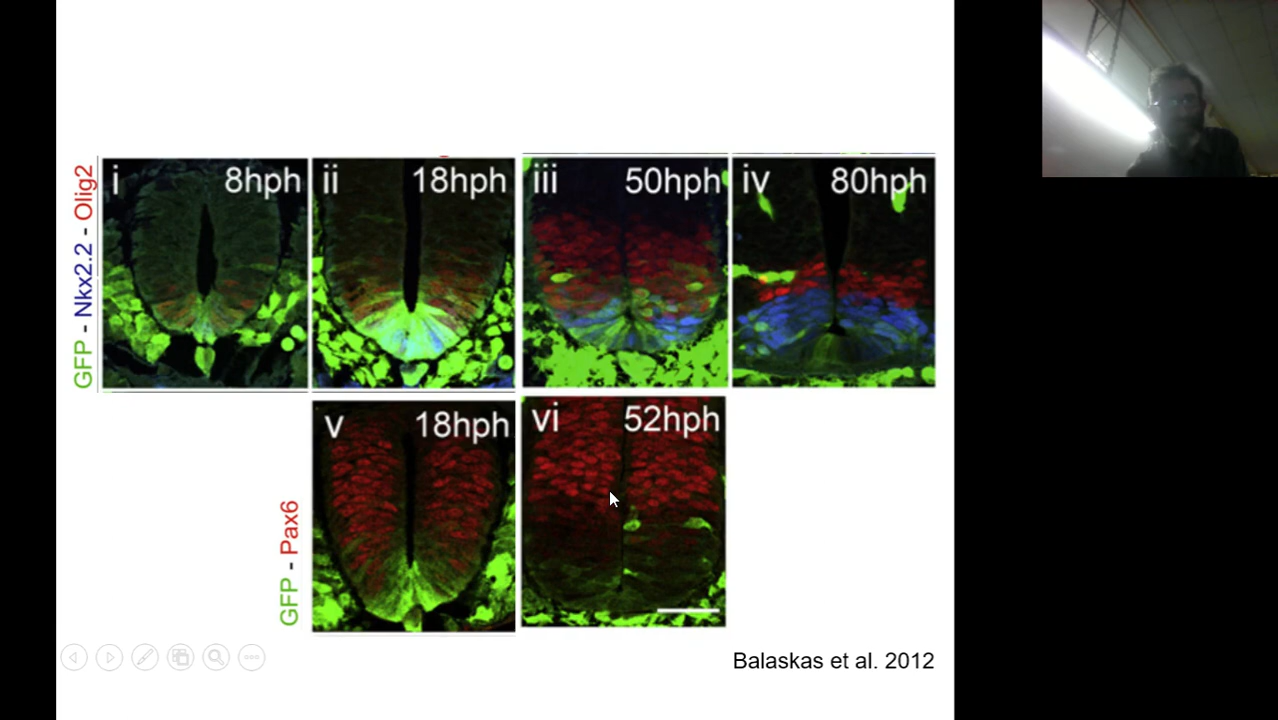 GFP - Nkx2.2 - Olig2
i 8hph
ii 18hph
iii 50hph
iv 80hph
GFP - Pax6
v 18hph
vi 52hph
Balaskas et al. 2012